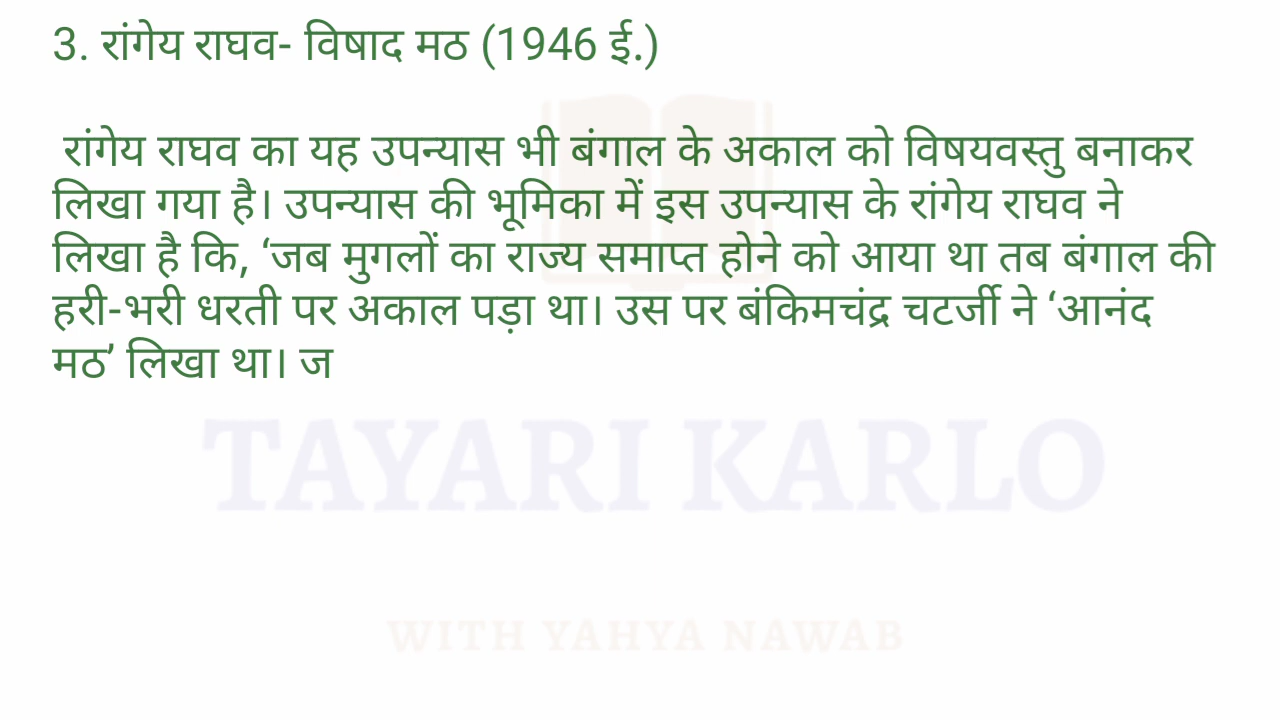 3. रांगेय राघव- विषाद मठ (1946 ई.)
रांगेय राघव का यह उपन्यास भी बंगाल के अकाल को विषयवस्तु बनाकर
लिखा गया है। उपन्यास की भूमिका में इस उपन्यास के रांगेय राघव ने
लिखा है कि, ‘जब मुगलों का राज्य समाप्त होने को आया था तब बंगाल की
हरी-भरी धरती पर अकाल पड़ा था। उस पर बंकिमचंद्र चटर्जी ने ‘आनंद
मठ’ लिखा था। ज
TAYARI KARLO
WITH YAHYA NAWAB